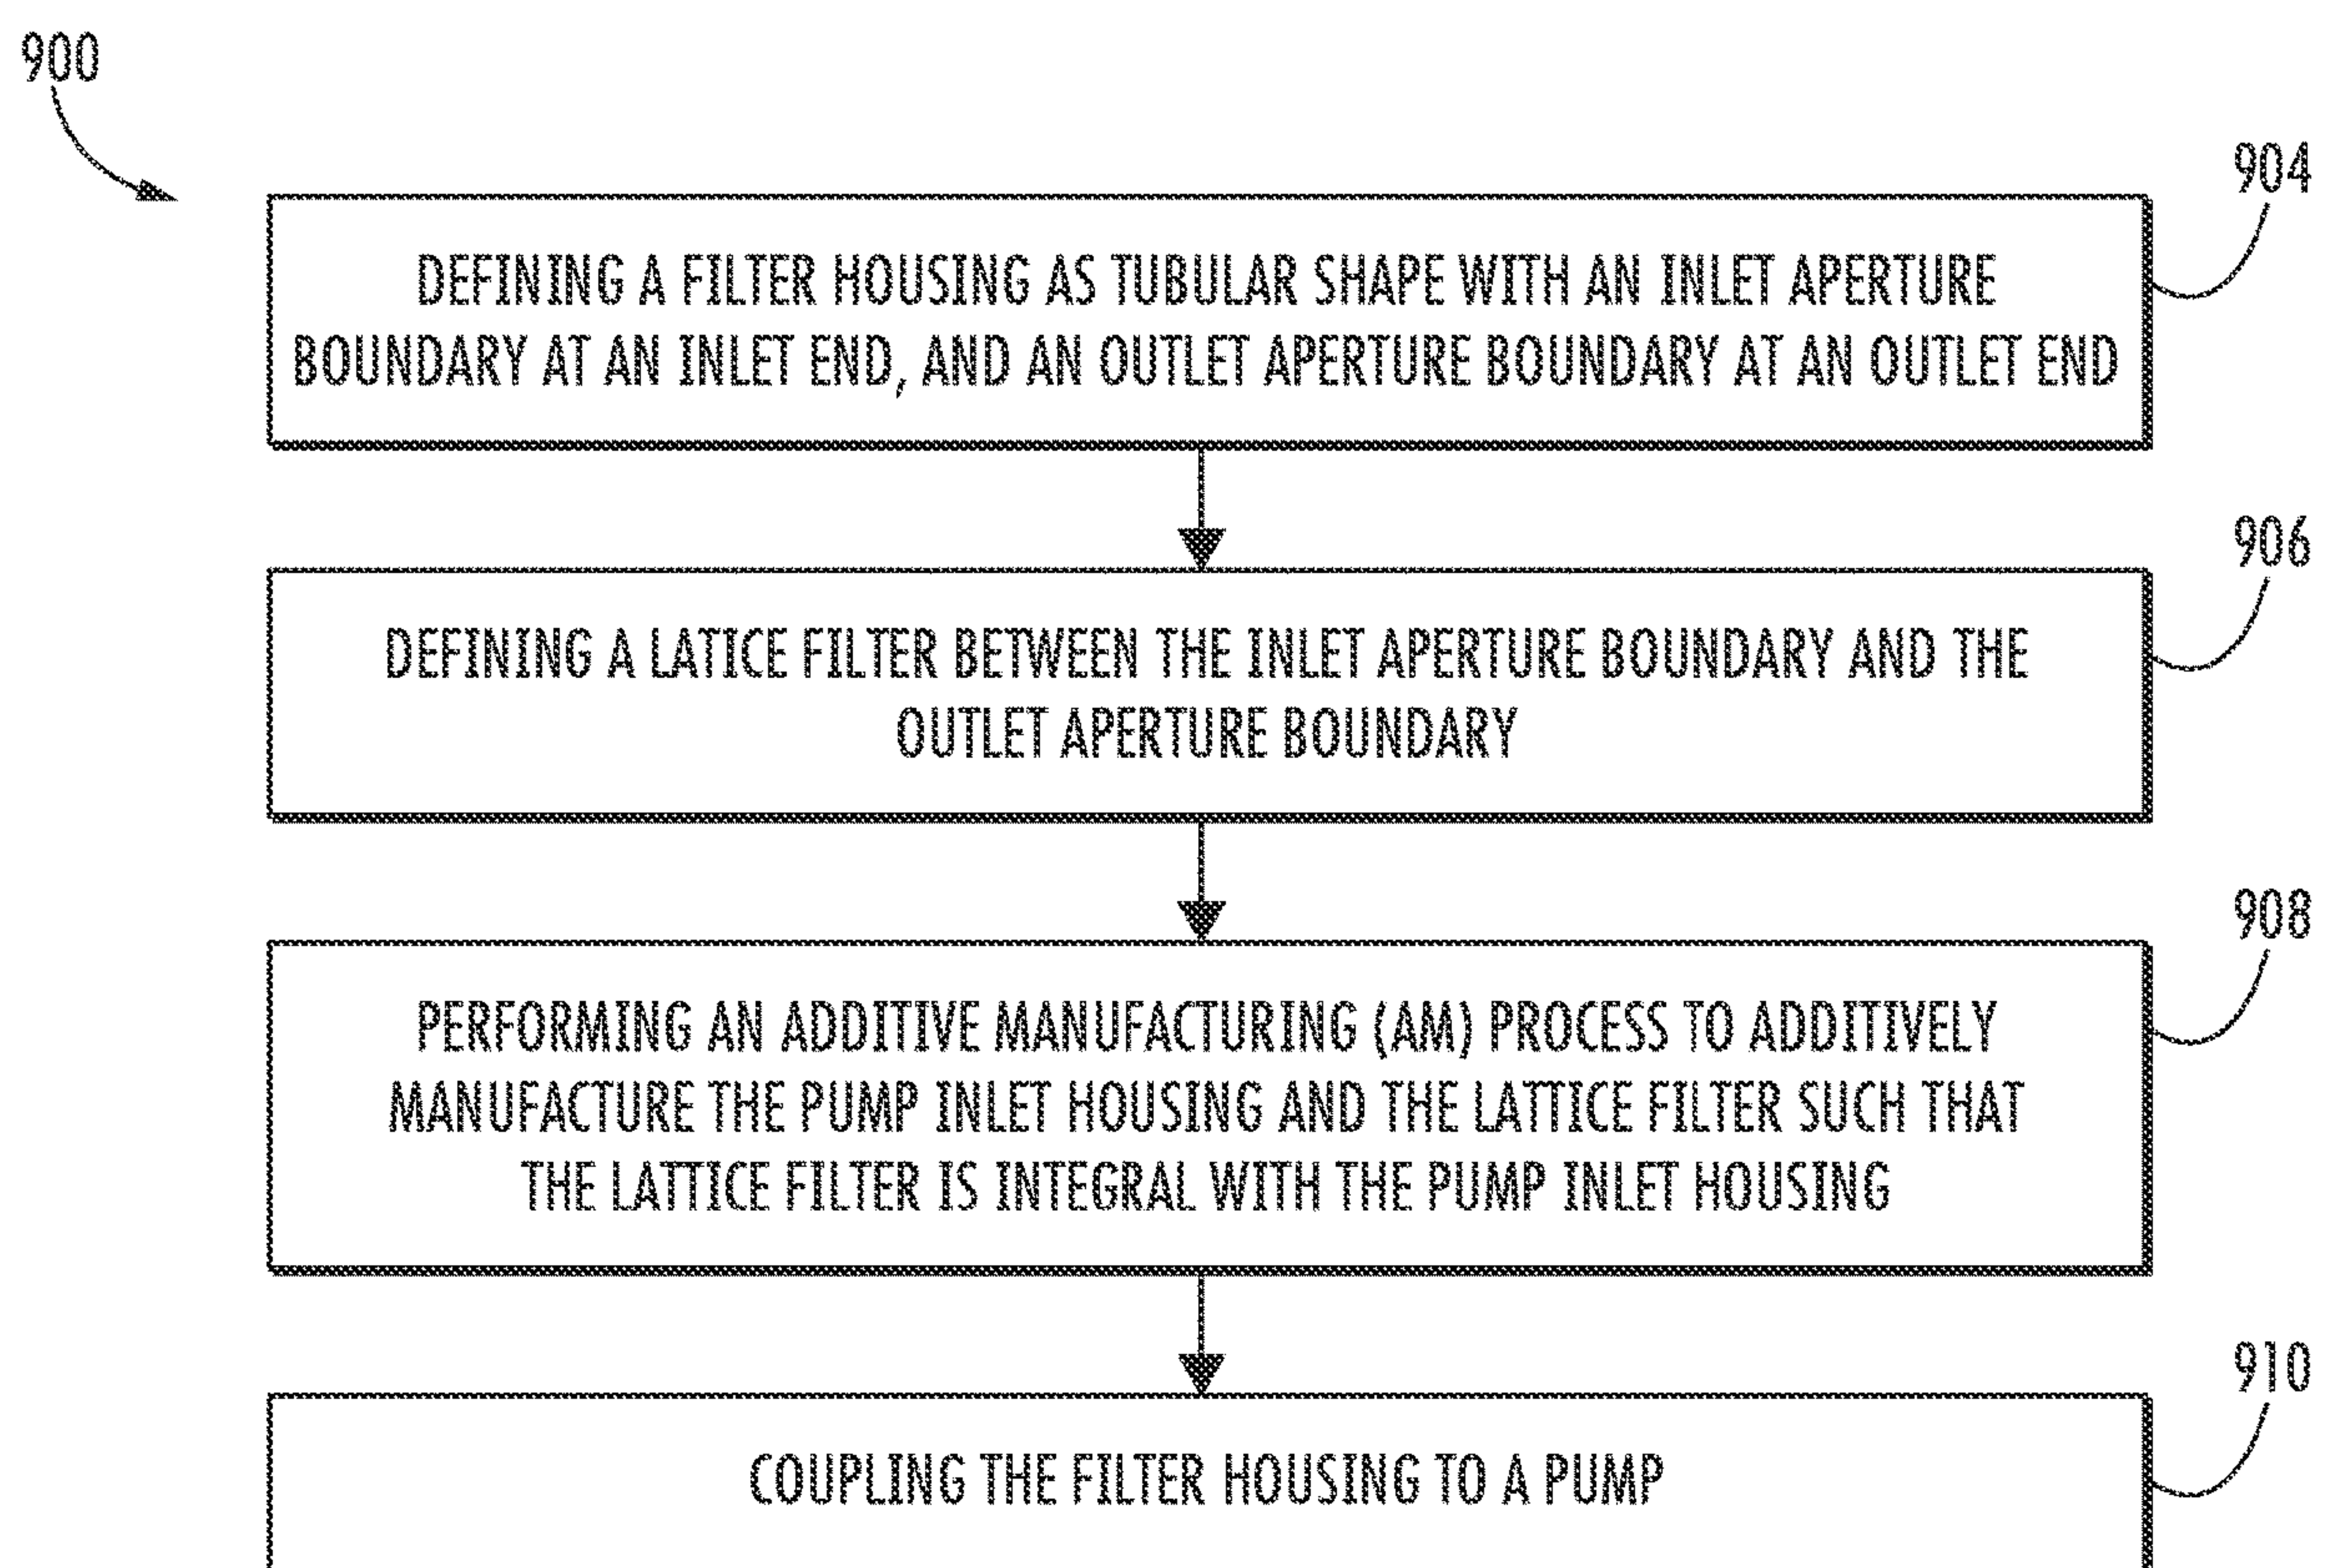 900
904
DEFINING A FILTER HOUSING AS TUBULAR SHAPE WITH AN INLET APERTURE
BOUNDARY AT AN INLET END, AND AN OUTLET APERTURE BOUNDARY AT AN OUTLET END
906
DEFINING A LATICE FILTER BETWEEN THE INLET APERTURE BOUNDARY AND THE
OUTLET APERTURE BOUNDARY
908
PERFORMING AN ADDITIVE MANUFACTURING (AM) PROCESS TO ADDITIVELY
MANUFACTURE THE PUMP INLET HOUSING AND THE LATTICE FILTER SUCH THAT
THE LATTICE FILTER IS INTEGRAL WITH THE PUMP INLET HOUSING
910
COUPLING THE FILTER HOUSING TO A PUMP